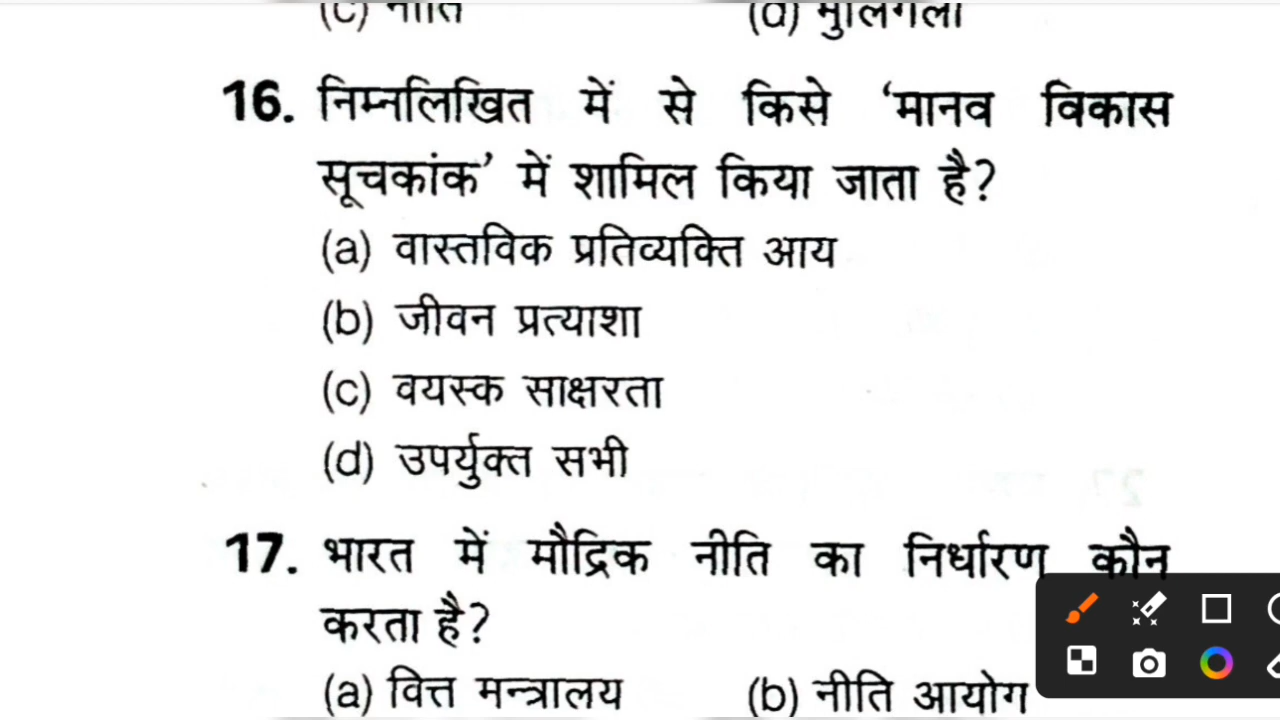 (c) नीति (d) मुलिगली
16. निम्नलिखित में से किसे ‘मानव विकास
सूचकांक’ में शामिल किया जाता है?
(a) वास्तविक प्रतिव्यक्ति आय
(b) जीवन प्रत्याशा
(c) वयस्क साक्षरता
(d) उपर्युक्त सभी
17. भारत में मौद्रिक नीति का निर्धारण कौन
करता है?
(a) वित्त मन्त्रालय (b) नीति आयोग